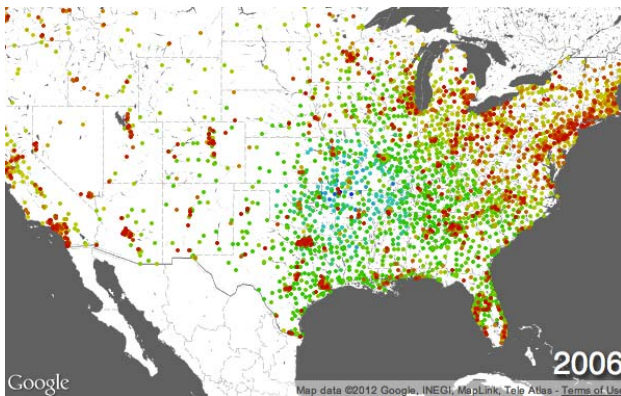 2006
Google
Map data ©2012 Google, INEGI, MapLink, Tele Atlas - Terms of Use